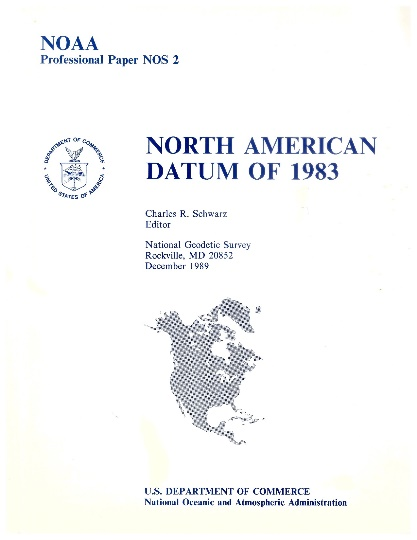 NOAA
Professional Paper NOS 2
DEPARTMENT OF COMMERCE
UNITED STATES OF AMERICA
NORTH AMERICAN
DATUM OF 1983
Charles R. Schwarz
Editor
National Geodetic Survey
Rockville, MD 20852
December 1989
U.S. DEPARTMENT OF COMMERCE
National Oceanic and Atmospheric Administration